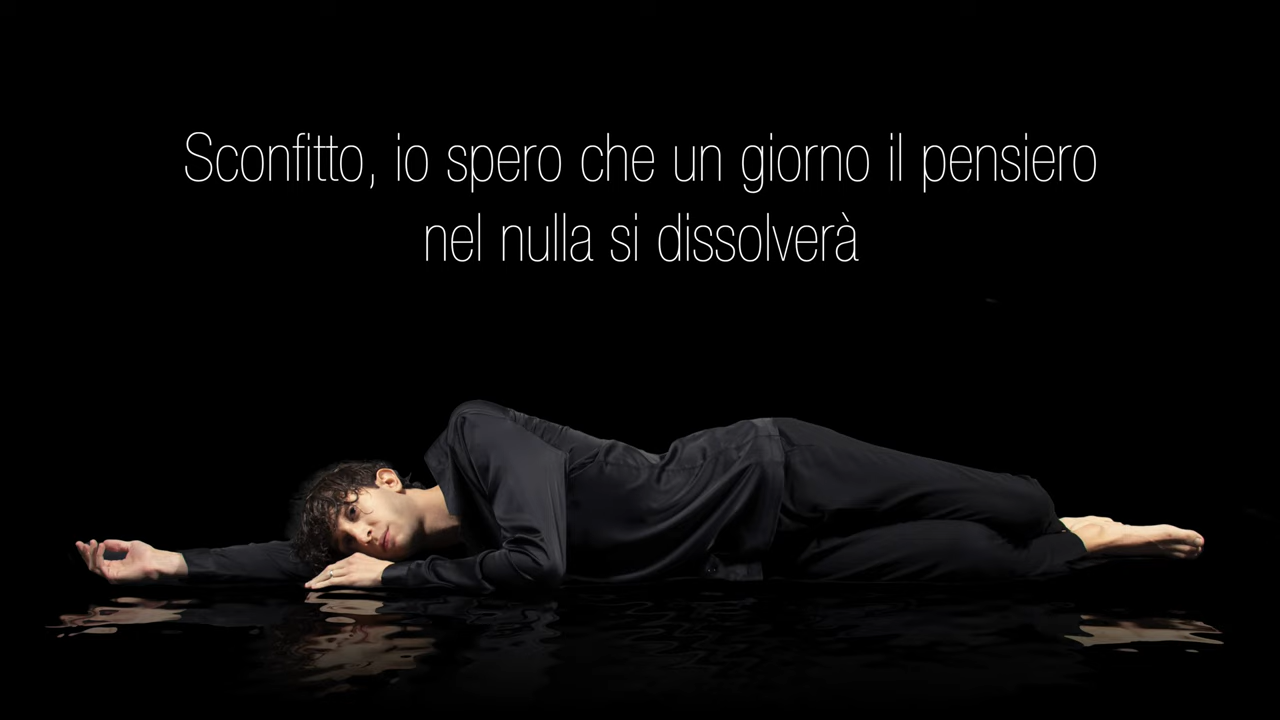 Sconfitto, io spero che un giorno il pensiero
nel nulla si dissolverà